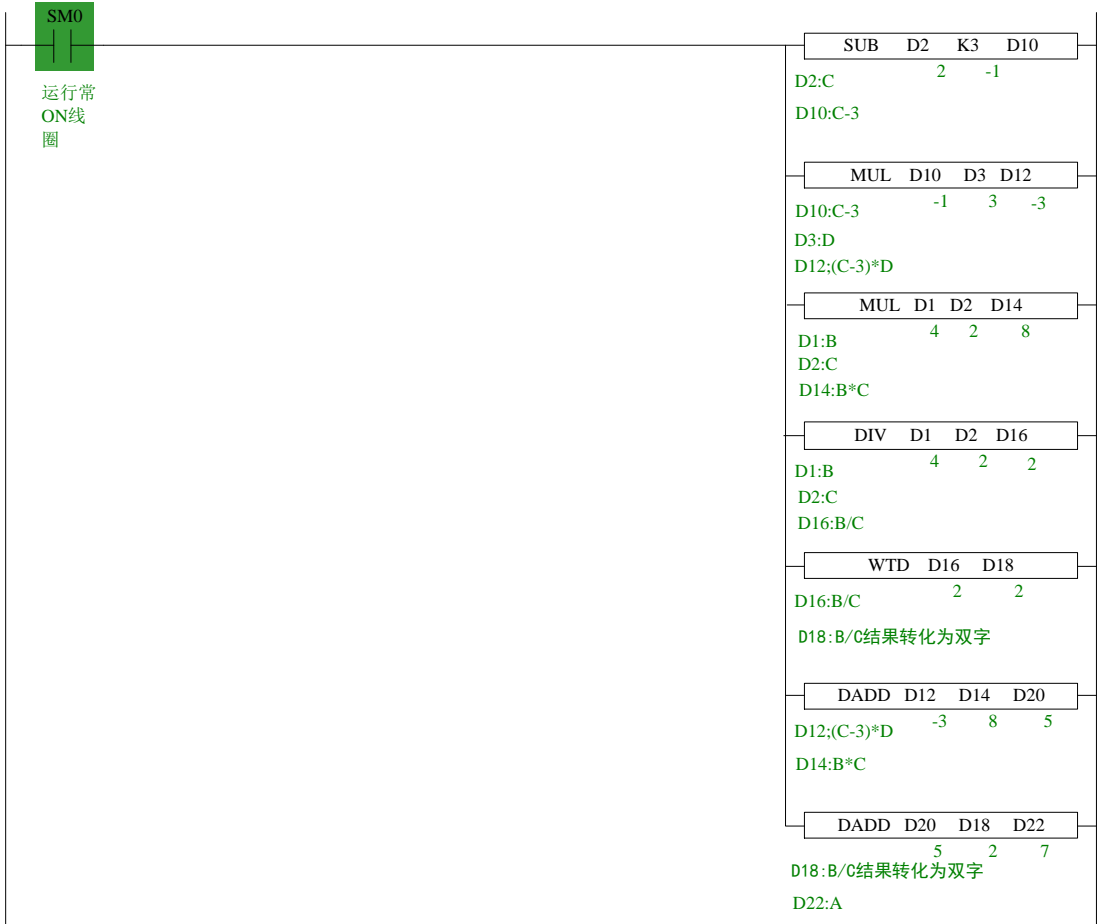 SM0
运行常
ON线
圈
SUB D2 K3 D10
2 -1
D2:C
D10:C-3
MUL D10 D3 D12
-1 3 -3
D10:C-3
D3:D
D12;(C-3)*D
MUL D1 D2 D14
4 2 8
D1:B
D2:C
D14:B*C
DIV D1 D2 D16
4 2 2
D1:B
D2:C
D16:B/C
WTD D16 D18
2 2
D16:B/C
D18:B/C结果转化为双字
DADD D12 D14 D20
-3 8 5
D12;(C-3)*D
D14:B*C
DADD D20 D18 D22
5 2 7
D18:B/C结果转化为双字
D22:A